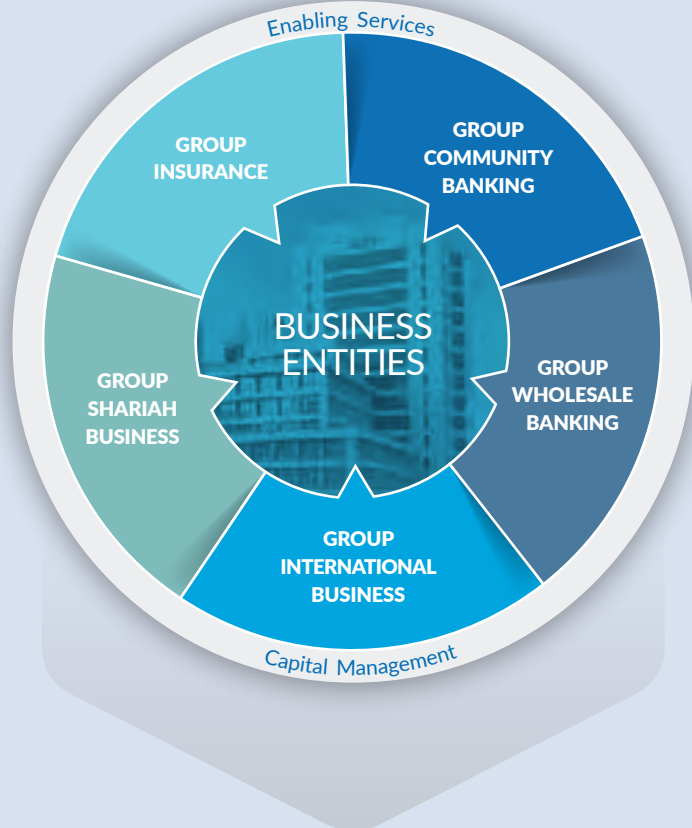 Enabling Services
GROUP
INSURANCE
GROUP
COMMUNITY
BANKING
BUSINESS
ENTITIES
GROUP
SHARIAH
BUSINESS
GROUP
WHOLESALE
BANKING
GROUP
INTERNATIONAL
BUSINESS
Capital Management